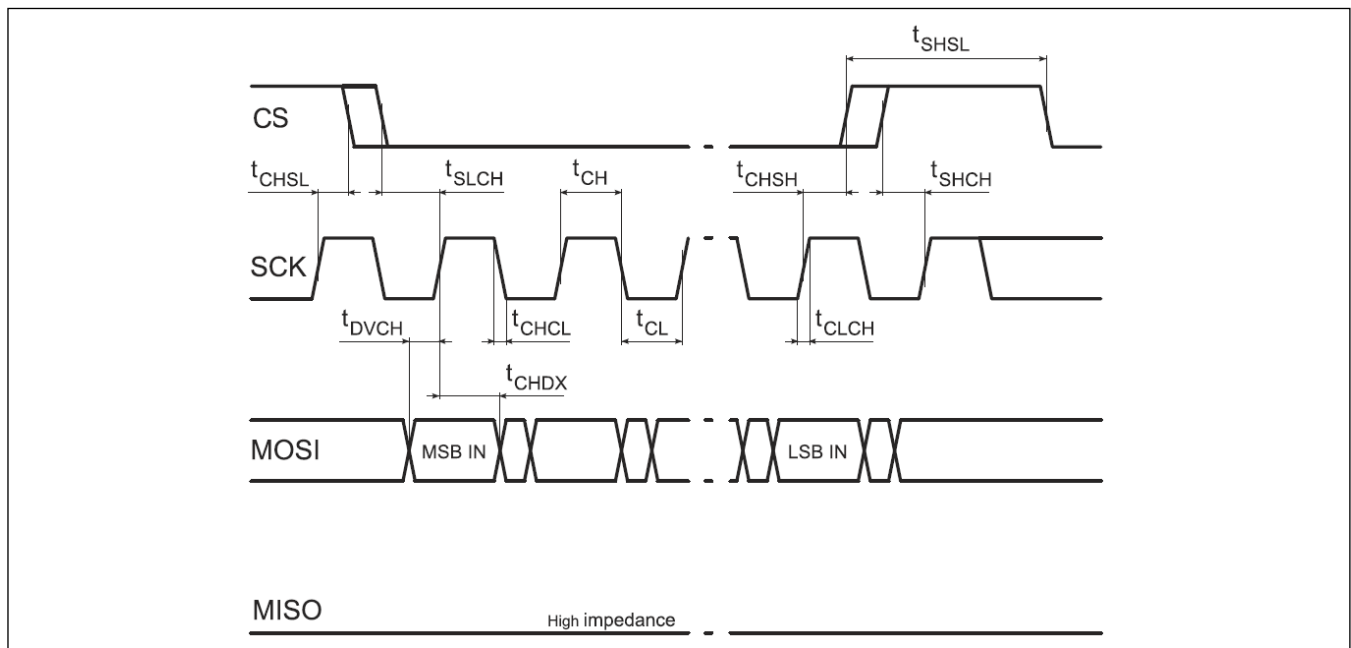 tSHSL
CS
tCHSL tSLCH tCH tCHSH tSHCH
SCK
tDVCH tCHCL tCL tCLCH
tCHDX
MOSI MSB IN LSB IN
MISO High impedance